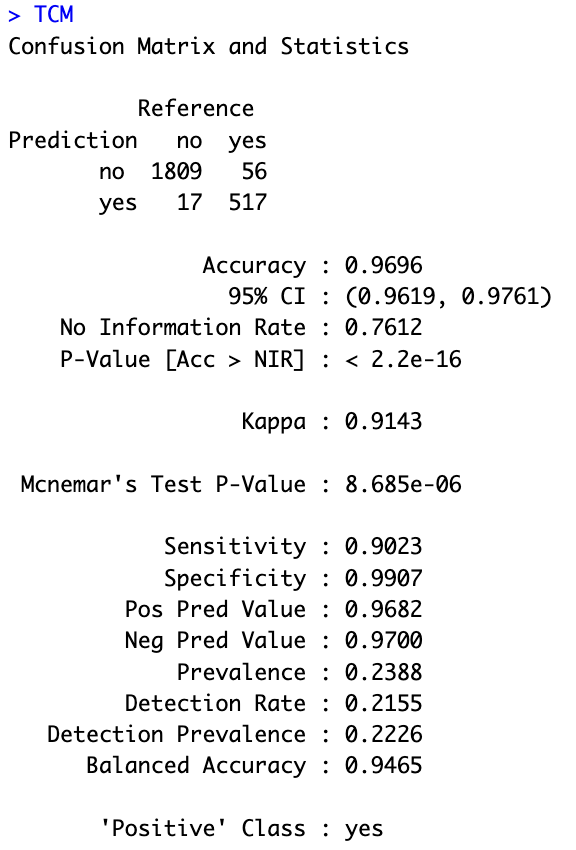 > TCM
Confusion Matrix and Statistics
Reference
Prediction no yes
no 1809 56
yes 17 517
Accuracy : 0.9696
95% CI : (0.9619, 0.9761)
No Information Rate : 0.7612
P-Value [Acc > NIR] : < 2.2e-16
Kappa : 0.9143
Mcnemar's Test P-Value : 8.685e-06
Sensitivity : 0.9023
Specificity : 0.9907
Pos Pred Value : 0.9682
Neg Pred Value : 0.9700
Prevalence : 0.2388
Detection Rate : 0.2155
Detection Prevalence : 0.2226
Balanced Accuracy : 0.9465
'Positive' Class : yes